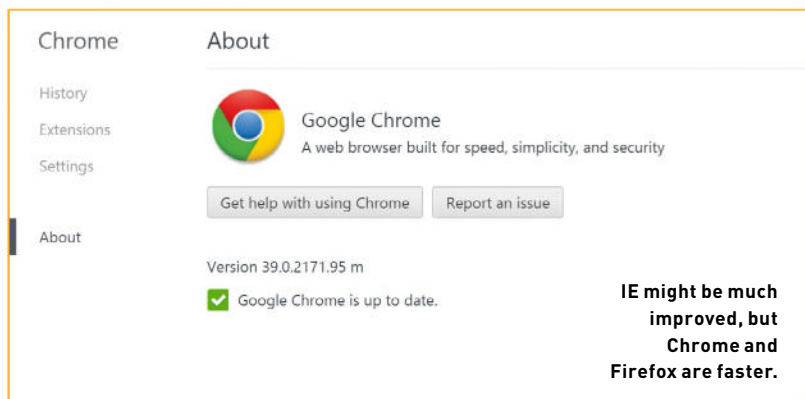 Chrome
History
Extensions
Settings
About
About
Google Chrome
A web browser built for speed, simplicity, and security
Get help with using Chrome
Report an issue
Version 39.0.2171.95 m
Google Chrome is up to date.
IE might be much
improved, but
Chrome and
Firefox are faster.